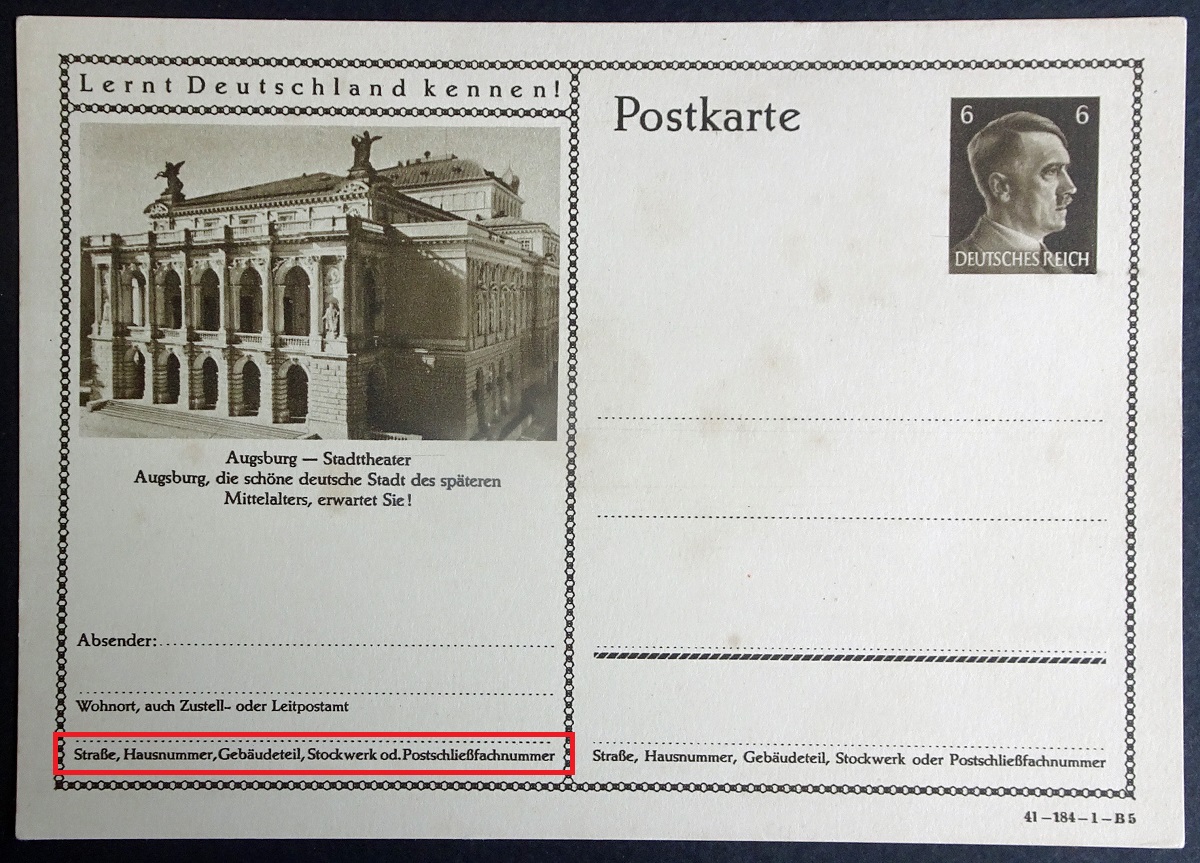 Lernt Deutschland kennen!
Augsburg — Stadttheater
Augsburg, die schöne deutsche Stadt des späteren
Mittelalters, erwartet Sie!
Absender:
Wohnort, auch Zustell- oder Leitpostamt
Straße, Hausnummer, Gebäudeteil, Stockwerk od. Postschließfachnummer
Postkarte
6 6
DEUTSCHES REICH
Straße, Hausnummer, Gebäudeteil, Stockwerk oder Postschließfachnummer
41–184–1–B5